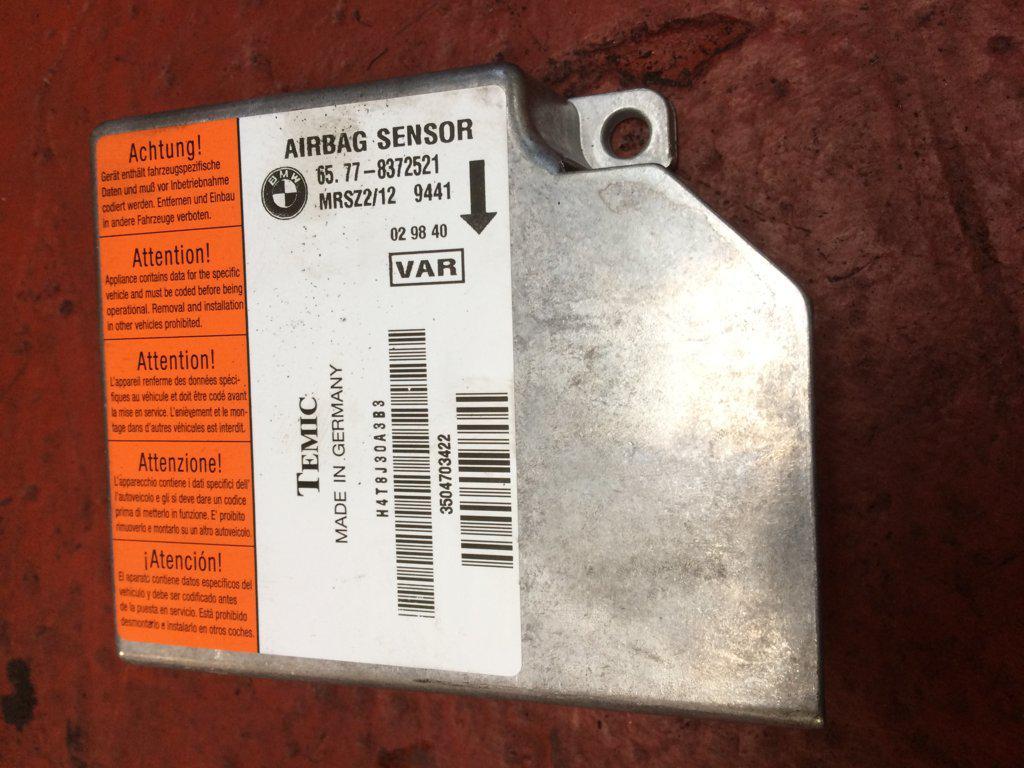 Achtung!
Gerät enthält fahrzeugspezifische
Daten und muß vor Inbetriebnahme
codiert werden. Entfernen und Einbau
in andere Fahrzeuge verboten.
Attention!
Appliance contains data for the specific
vehicle and must be coded before being
operational. Removal and installation
in other vehicles prohibited.
Attention!
L'appareil renferme des données spéci-
fiques au véhicule et doit être codé avant
la mise en service. L'enlèvement et le mon-
tage dans d'autres véhicules est interdit.
Attenzione!
L'apparecchio contiene i dati specifici dell'
l'autoveicolo e gli si deve dare un codice
prima di metterlo in funzione. E' proibito
rimuoverlo e montarlo su un altro autoveicolo.
¡Atención!
El aparato contiene datos específicos del
vehículo y debe ser codificado antes
de la puesta en servicio. Está prohibido
desmontarlo e instalarlo en otros coches.
AIRBAG SENSOR
BMW
65.77-8372521
MRSZ2/12 9441
02 98 40
VAR
TEMIC
MADE IN GERMANY
H4T8J30A3B3
3504703422